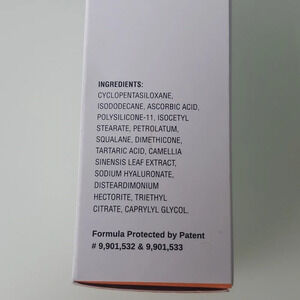 INGREDIENTS:
CYCLOPENTASILOXANE,
ISODODECANE, ASCORBIC ACID,
POLYSILICONE-11, ISOCETYL
STEARATE, PETROLATUM,
SQUALANE, DIMETHICONE,
TARTARIC ACID, CAMELLIA
SINENSIS LEAF EXTRACT,
SODIUM HYALURONATE,
DISTEARDIMONIUM
HECTORITE, TRIETHYL
CITRATE, CAPRYLYL GLYCOL.
Formula Protected by Patent
# 9,901,532 & 9,901,533